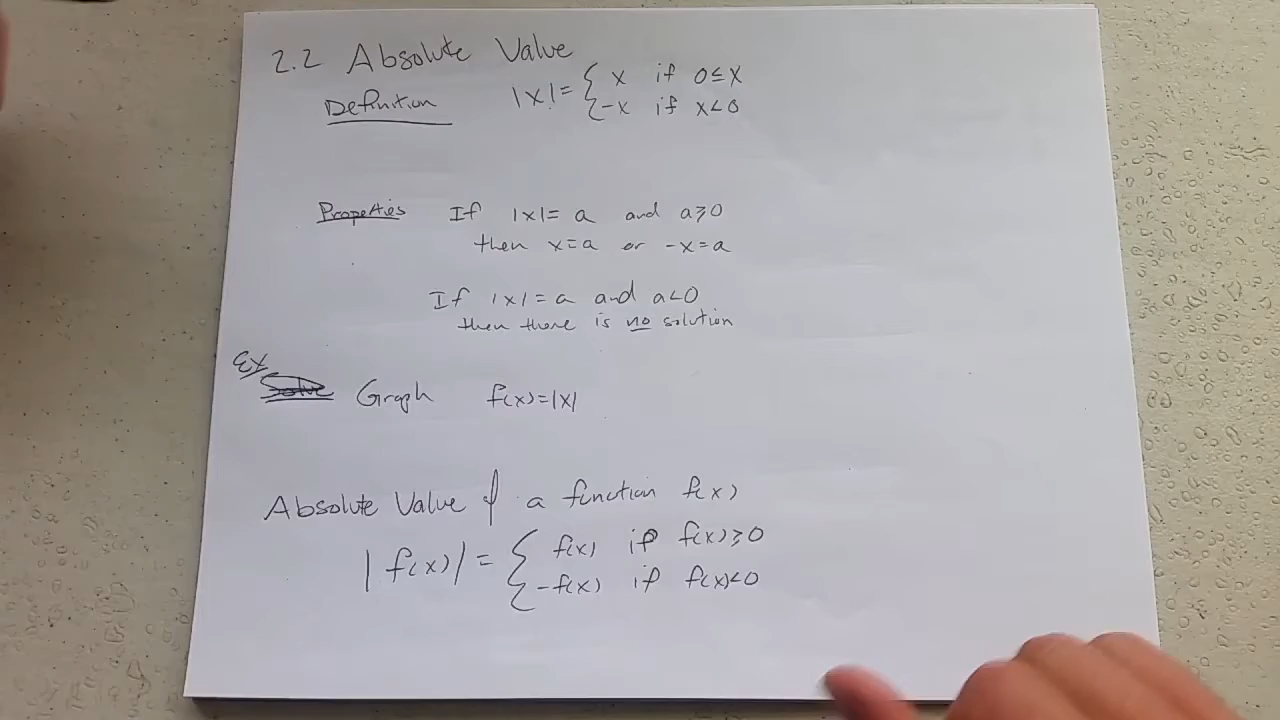 2.2 Absolute Value
Definition |x| = { x if 0≤x
-x if x<0
Properties If |x|= a and a≥0
then x=a or -x=a
If |x|=a and a<0
then there is no solution
Ex Graph f(x)=|x|
Absolute Value of a function f(x)
|f(x)| = { f(x) if f(x)≥0
-f(x) if f(x)<0